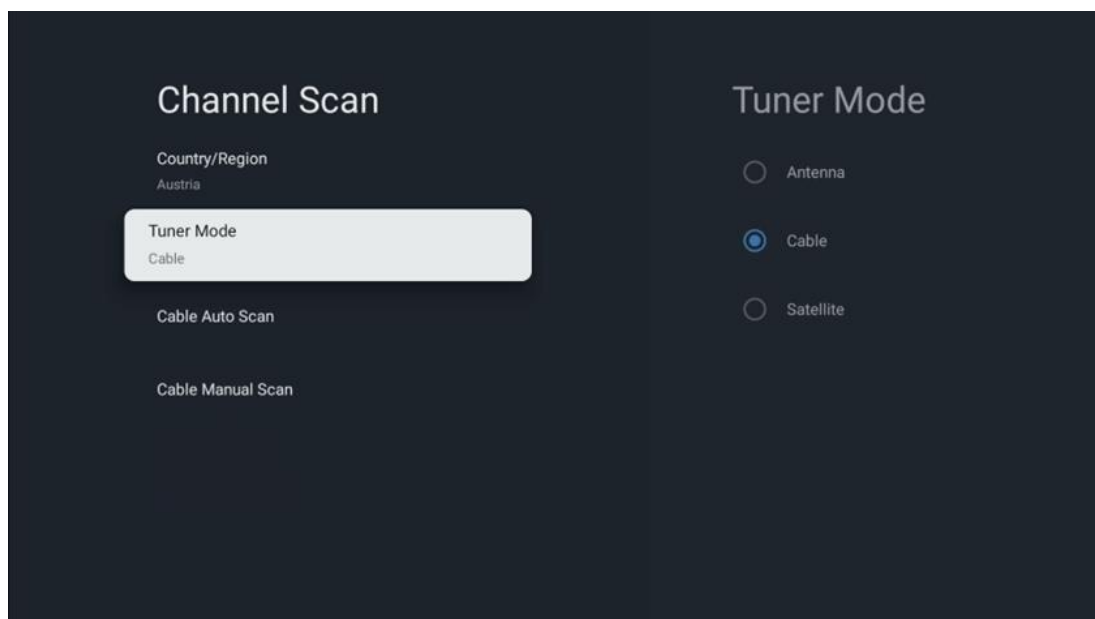 Channel Scan
Country/Region
Austria
Tuner Mode
Cable
Cable Auto Scan
Cable Manual Scan
Tuner Mode
Antenna
Cable
Satellite